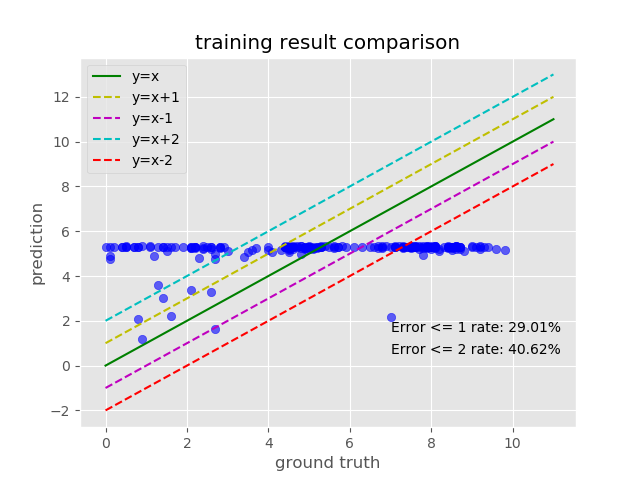 training result comparison
y=x
y=x+1
y=x-1
y=x+2
y=x-2
12
10
8
6
4
2
0
−2
prediction
Error <= 1 rate: 29.01%
Error <= 2 rate: 40.62%
0 2 4 6 8 10
ground truth